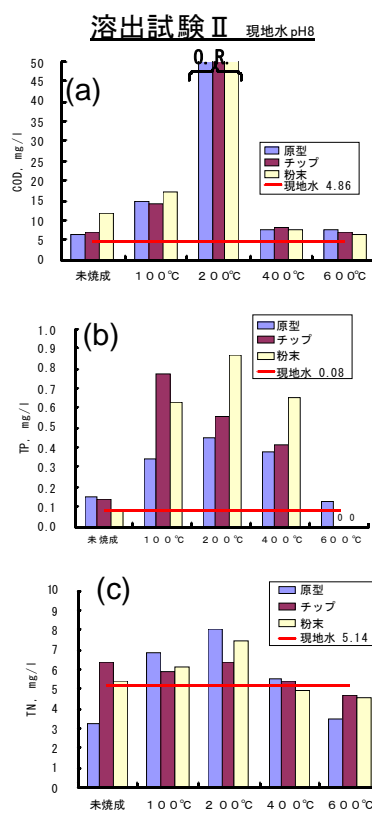 溶出試験Ⅱ 現地水pH8
(a)
O.R.
COD, mg/l
50
45
40
35
30
25
20
15
10
5
0
原型
チップ
粉末
現地水 4.86
未焼成 100℃ 200℃ 400℃ 600℃
(b)
TP, mg/l
1.0
0.9
0.8
0.7
0.6
0.5
0.4
0.3
0.2
0.1
0.0
原型
チップ
粉末
現地水 0.08
0 0
未焼成 100℃ 200℃ 400℃ 600℃
(c)
TN, mg/l
10
9
8
7
6
5
4
3
2
1
0
原型
チップ
粉末
現地水 5.14
未焼成 100℃ 200℃ 400℃ 600℃